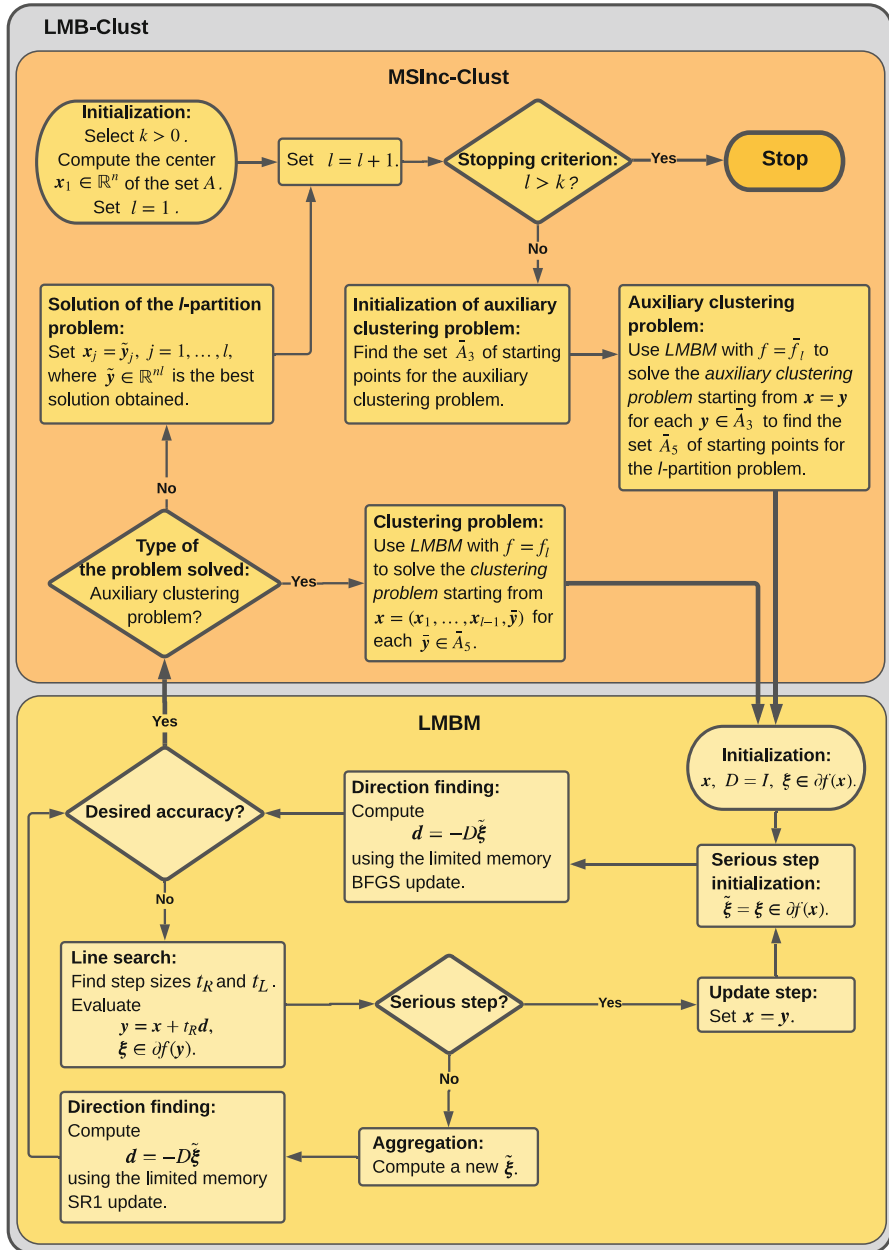 LMB-Clust
MSInc-Clust
Initialization:
Select k > 0 .
Compute the center
x₁ ∈ ℝⁿ of the set A.
Set l = 1 .
Set l = l + 1.
Stopping criterion:
l > k ?
Yes
Stop
No
Solution of the l-partition
problem:
Set xⱼ = ỹⱼ, j = 1, … , l,
where ỹ ∈ ℝⁿˡ is the best
solution obtained.
Initialization of auxiliary
clustering problem:
Find the set Ā₃ of starting
points for the auxiliary
clustering problem.
Auxiliary clustering
problem:
Use LMBM with f = f̄_l to
solve the auxiliary clustering
problem starting from x = y
for each y ∈ Ā₃ to find the
set Ā₅ of starting points for
the l-partition problem.
No
Type of
the problem solved:
Auxiliary clustering
problem?
Yes
Clustering problem:
Use LMBM with f = f_l
to solve the clustering
problem starting from
x = (x₁, … , x_{l−1}, ȳ) for
each ȳ ∈ Ā₅.
Yes
LMBM
Initialization:
x, D = I, ξ ∈ ∂f(x).
Desired accuracy?
Direction finding:
Compute
d = −Dξ̃
using the limited memory
BFGS update.
Serious step
initialization:
ξ̃ = ξ ∈ ∂f(x).
No
Line search:
Find step sizes t_R and t_L .
Evaluate
y = x + t_R d,
ξ ∈ ∂f(y).
Serious step?
Yes
Update step:
Set x = y.
No
Direction finding:
Compute
d = −Dξ̃
using the limited memory
SR1 update.
Aggregation:
Compute a new ξ̃.